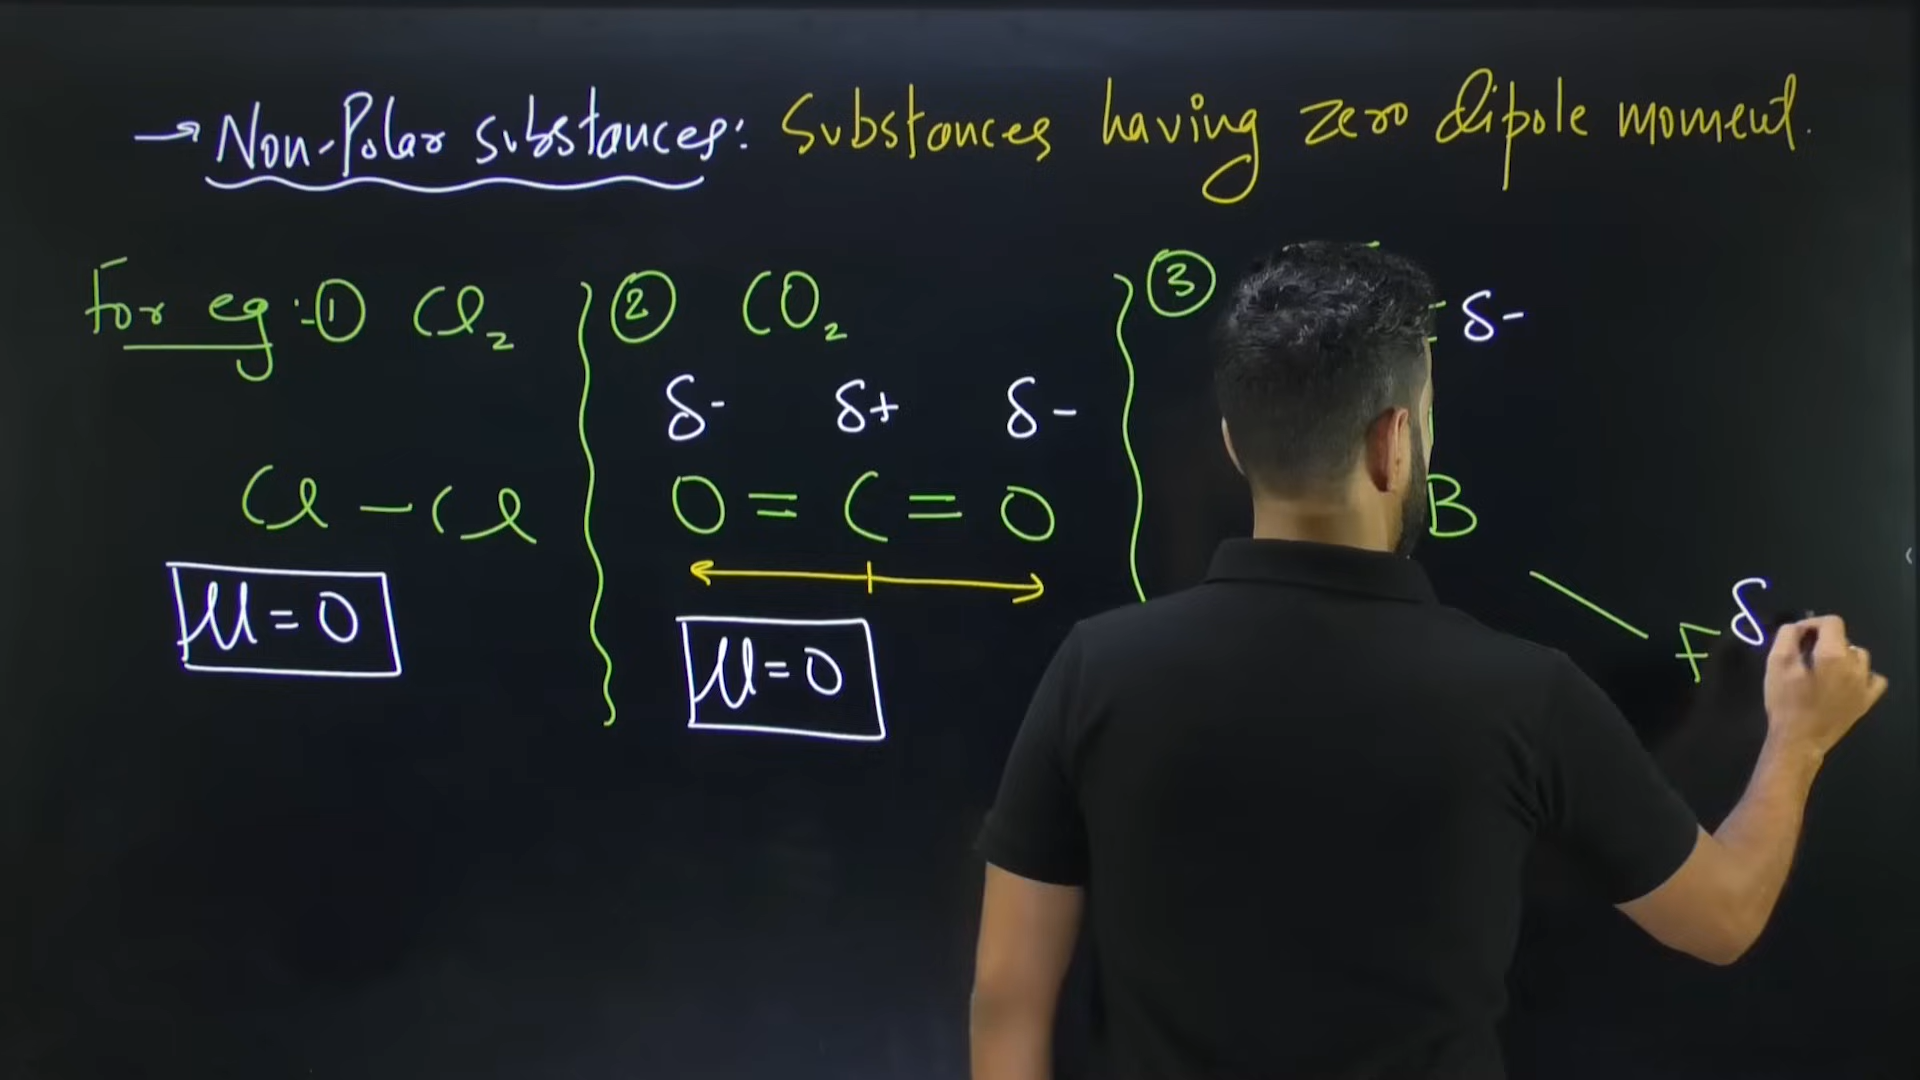 → Non-Polar substances: Substances having zero dipole moment.
For eg :- ① Cl₂
Cl - Cl
μ = 0
② CO₂
δ- δ+ δ-
O = C = O
μ = 0
③
δ-
B
F δ